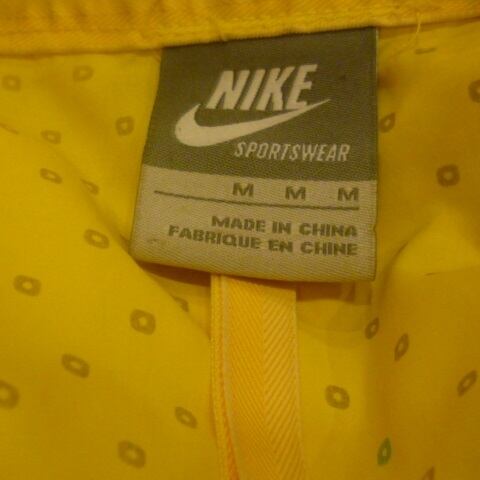 NIKE
SPORTSWEAR
M M M
MADE IN CHINA
FABRIQUE EN CHINE